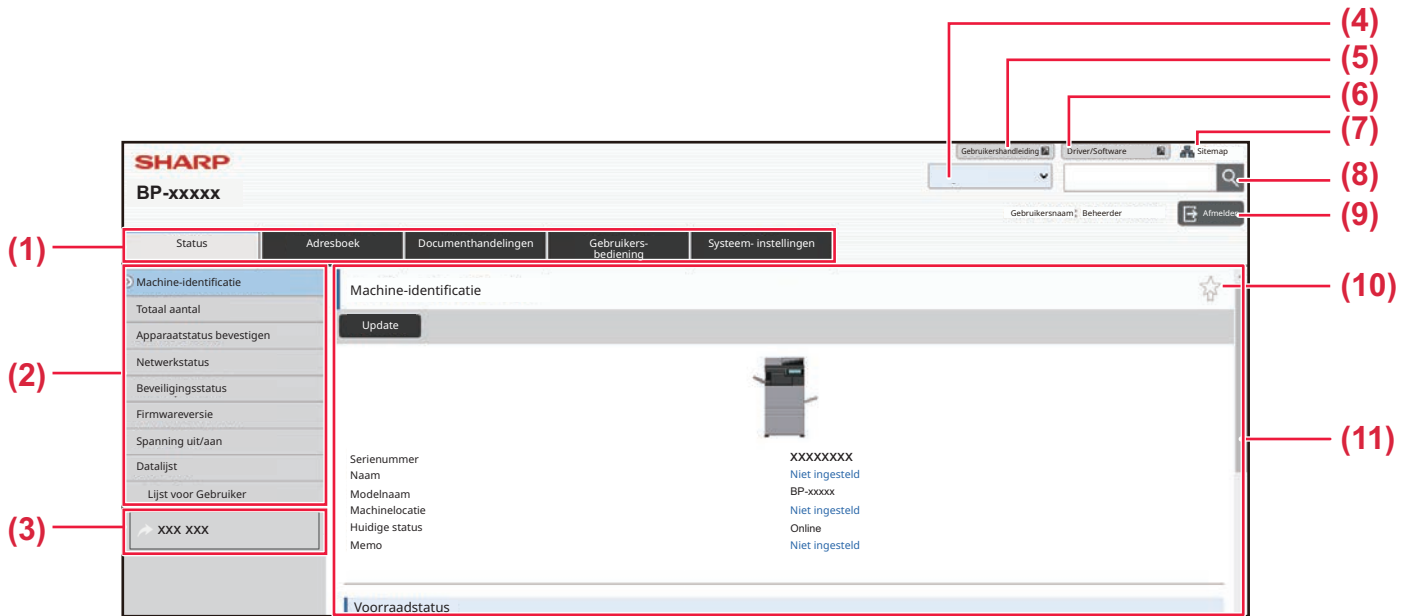 (4)
(5)
(6)
(7)
Gebruikershandleiding Driver/Software Sitemap
SHARP
(8)
BP-xxxxx
Gebruikersnaam: Beheerder Afmelden
(9)
(1)
Status Adresboek Documenthandelingen Gebruikers-
bediening Systeem- instellingen
Machine-identificatie
Totaal aantal
Apparaatstatus bevestigen
Netwerkstatus
(2)
Beveiligingsstatus
Firmwareversie
Spanning uit/aan
Datalijst
Lijst voor Gebruiker
(3)
XXX XXX
Machine-identificatie
(10)
Update
(11)
Serienummer XXXXXXXX
Naam Niet ingesteld
Modelnaam BP-xxxxx
Machinelocatie Niet ingesteld
Huidige status Online
Memo Niet ingesteld
Voorraadstatus